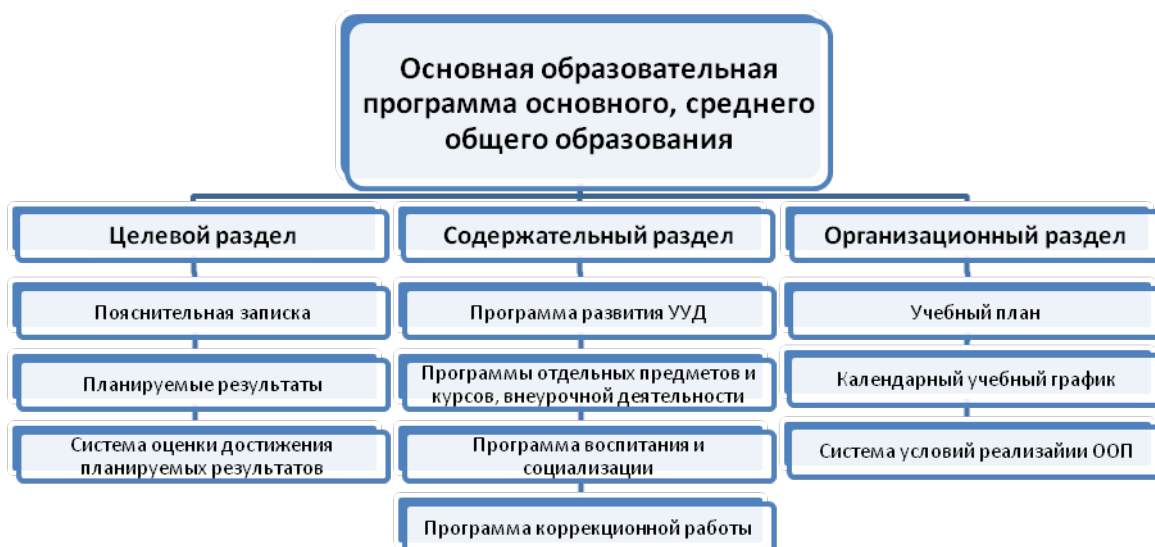 Основная образовательная
программа основного, среднего
общего образования
Целевой раздел
Содержательный раздел
Организационный раздел
Пояснительная записка
Программа развития УУД
Учебный план
Планируемые результаты
Программы отдельных предметов и
курсов, внеурочной деятельности
Календарный учебный график
Система оценки достижения
планируемых результатов
Программа воспитания и
социализации
Система условий реализайии ООП
Программа коррекционной работы